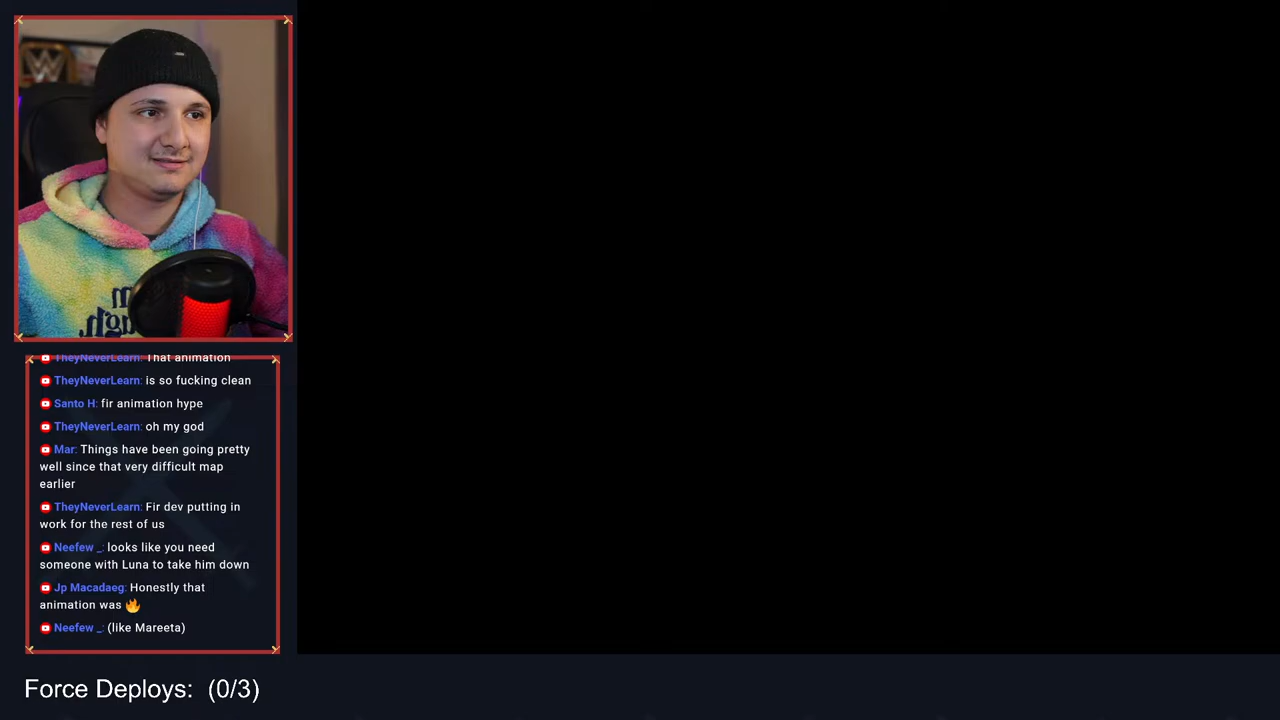 TheyNeverLearn: That animation
TheyNeverLearn: is so fucking clean
Santo H: fir animation hype
TheyNeverLearn: oh my god
Mar: Things have been going pretty
well since that very difficult map
earlier
TheyNeverLearn: Fir dev putting in
work for the rest of us
Neefew _: looks like you need
someone with Luna to take him down
Jp Macadaeg: Honestly that
animation was 🔥
Neefew _: (like Mareeta)
Force Deploys: (0/3)